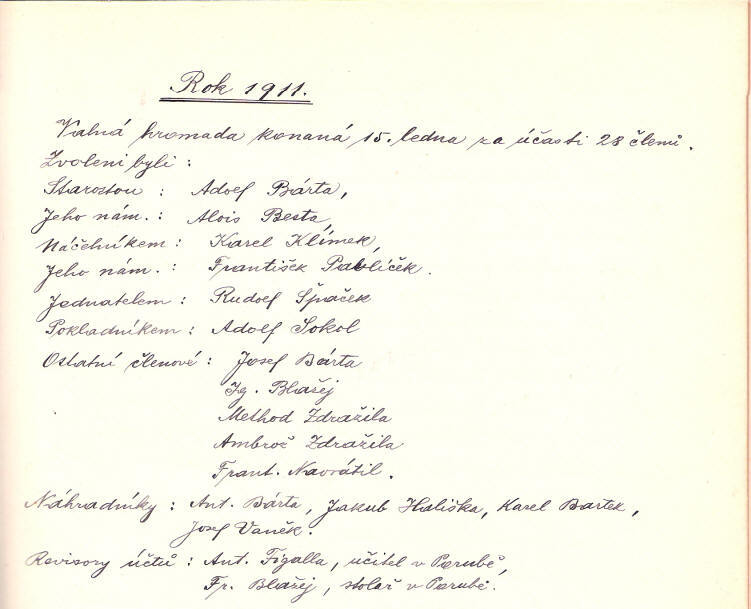 Rok 1911.
Valná hromada konaná 15. ledna za účasti 28 členů.
Zvoleni byli :
Starostou : Adolf Bárta,
Jeho nám. : Alois Besta,
Náčelníkem : Karel Klímek,
Jeho nám. : František Pavlíček.
Jednatelem : Rudolf Špaček
Pokladníkem : Adolf Sokol
Ostatní členové : Josef Bárta
Ig. Blažej
Method Zdražila
Ambrož Zdražila
Frant. Navrátil.
Náhradníky : Ant. Bárta, Jakub Hališka, Karel Bartek,
Josef Vaněk.
Revisory účtů : Ant. Figalla, učitel v Porubě,
Fr. Blažej, stolař v Porubě.